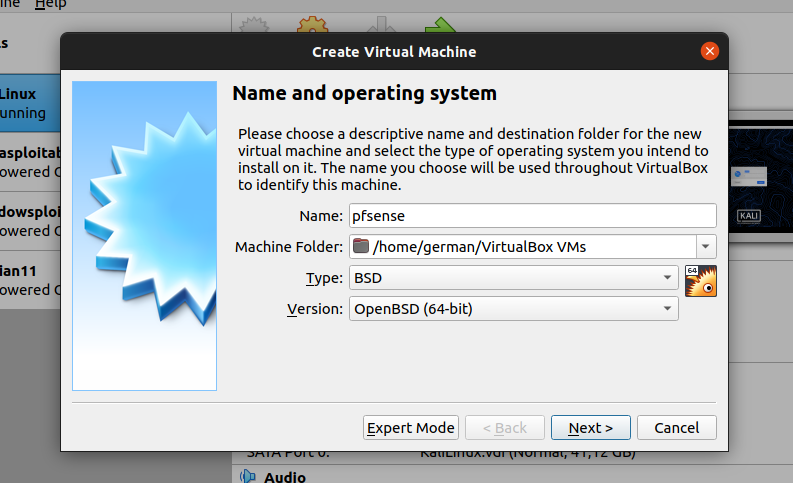 Help
Create Virtual Machine
Name and operating system
Please choose a descriptive name and destination folder for the new
virtual machine and select the type of operating system you intend to
install on it. The name you choose will be used throughout VirtualBox
to identify this machine.
Name: pfsense
Machine Folder: /home/german/VirtualBox VMs
Type: BSD
64
Version: OpenBSD (64-bit)
Expert Mode < Back Next > Cancel
Linux
unning
asploitab
owered O
dowsploi
owered O
ian11
owered O
KALI
SATA Port 0: KaliLinux.vdi (Normal, 41,12 GB)
Audio